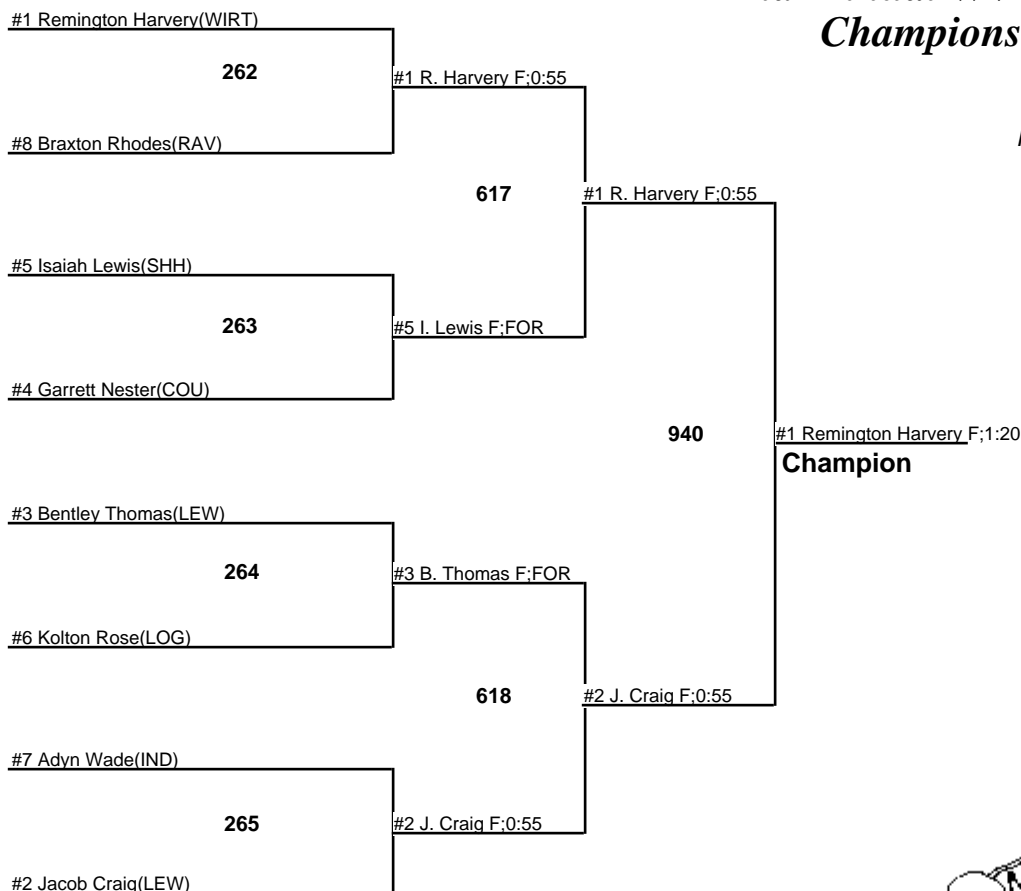 Champions
#1 Remington Harvery(WIRT)
262
#1 R. Harvery F;0:55
#8 Braxton Rhodes(RAV)
617
#1 R. Harvery F;0:55
#5 Isaiah Lewis(SHH)
263
#5 I. Lewis F;FOR
#4 Garrett Nester(COU)
940
#1 Remington Harvery F;1:20
Champion
#3 Bentley Thomas(LEW)
264
#3 B. Thomas F;FOR
#6 Kolton Rose(LOG)
618
#2 J. Craig F;0:55
#7 Adyn Wade(IND)
265
#2 J. Craig F;0:55
#2 Jacob Craig(LEW)